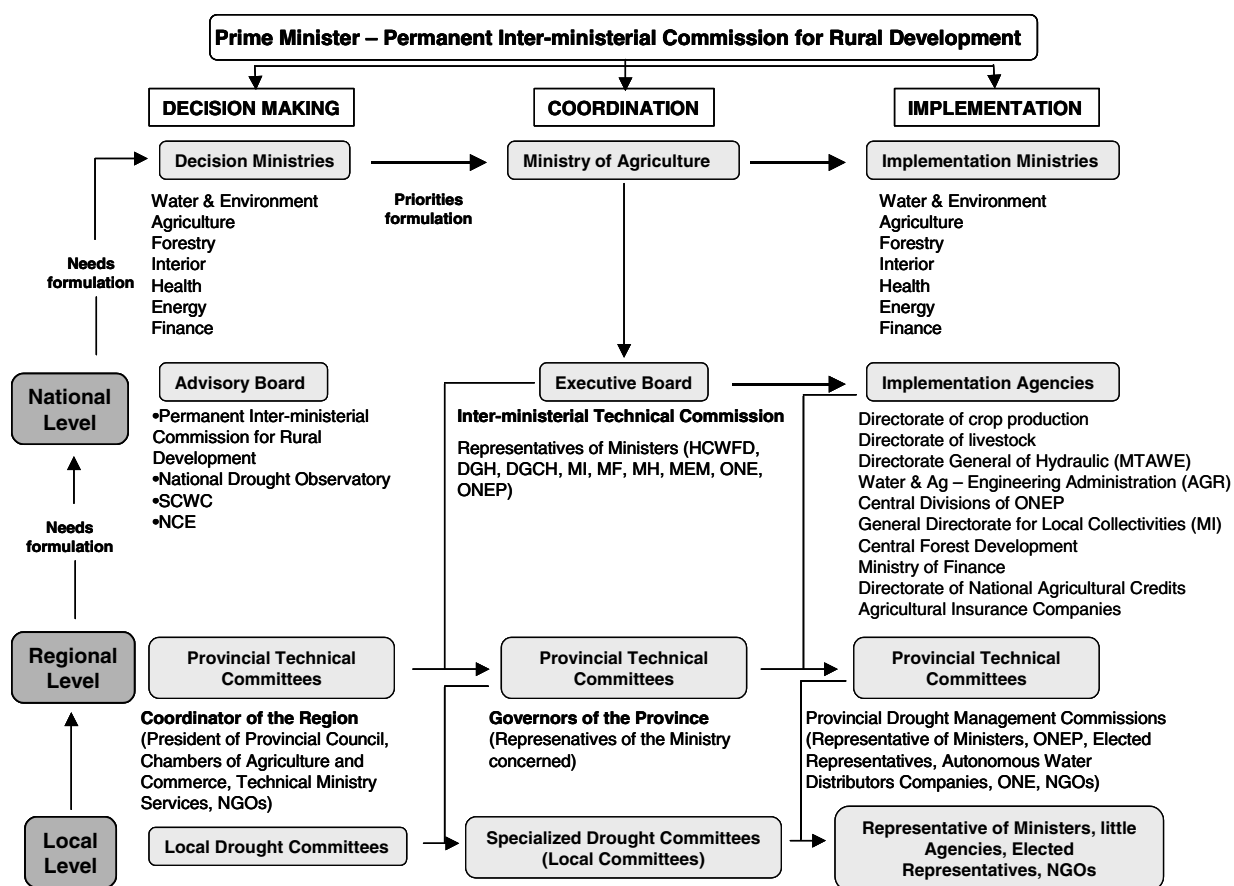 Prime Minister – Permanent Inter-ministerial Commission for Rural Development
DECISION MAKING
COORDINATION
IMPLEMENTATION
Decision Ministries
Ministry of Agriculture
Implementation Ministries
Water & Environment
Agriculture
Forestry
Interior
Health
Energy
Finance
Priorities
formulation
Water & Environment
Agriculture
Forestry
Interior
Health
Energy
Finance
Needs
formulation
National
Level
Advisory Board
•Permanent Inter-ministerial
Commission for Rural
Development
•National Drought Observatory
•SCWC
•NCE
Executive Board
Inter-ministerial Technical Commission
Representatives of Ministers (HCWFD,
DGH, DGCH, MI, MF, MH, MEM, ONE,
ONEP)
Implementation Agencies
Directorate of crop production
Directorate of livestock
Directorate General of Hydraulic (MTAWE)
Water & Ag – Engineering Administration (AGR)
Central Divisions of ONEP
General Directorate for Local Collectivities (MI)
Central Forest Development
Ministry of Finance
Directorate of National Agricultural Credits
Agricultural Insurance Companies
Needs
formulation
Regional
Level
Provincial Technical
Committees
Coordinator of the Region
(President of Provincial Council,
Chambers of Agriculture and
Commerce, Technical Ministry
Services, NGOs)
Provincial Technical
Committees
Governors of the Province
(Represenatives of the Ministry
concerned)
Provincial Technical
Committees
Provincial Drought Management Commissions
(Representative of Ministers, ONEP, Elected
Representatives, Autonomous Water
Distributors Companies, ONE, NGOs)
Local
Level
Local Drought Committees
Specialized Drought Committees
(Local Committees)
Representative of Ministers, little
Agencies, Elected
Representatives, NGOs